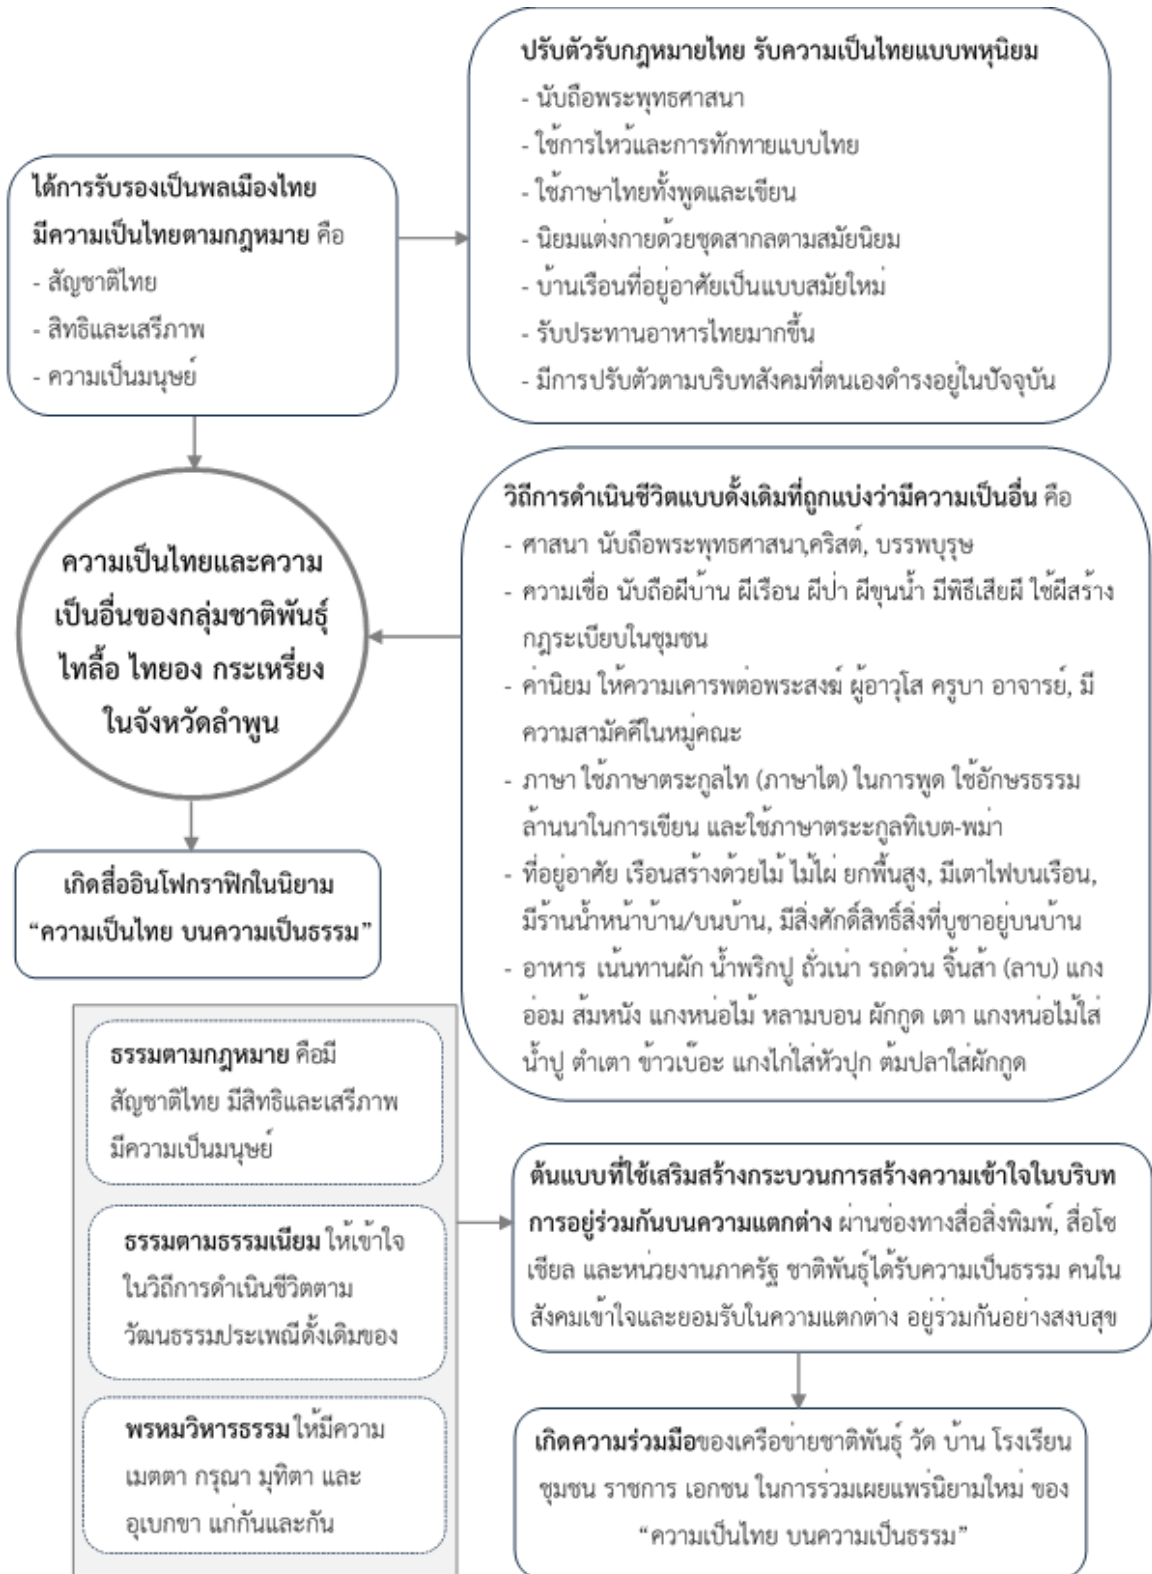 ปรับตัวรับกฎหมายไทย รับความเป็นไทยแบบพหุนิยม
- นับถือพระพุทธศาสนา
- ใช้การไหว้และการทักทายแบบไทย
- ใช้ภาษาไทยทั้งพูดและเขียน
- นิยมแต่งกายด้วยชุดสากลตามสมัยนิยม
- บ้านเรือนที่อยู่อาศัยเป็นแบบสมัยใหม่
- รับประทานอาหารไทยมากขึ้น
- มีการปรับตัวตามบริบทสังคมที่ตนเองดำรงอยู่ในปัจจุบัน
ได้การรับรองเป็นพลเมืองไทย
มีความเป็นไทยตามกฎหมาย คือ
- สัญชาติไทย
- สิทธิและเสรีภาพ
- ความเป็นมนุษย์
ความเป็นไทยและความ
เป็นอื่นของกลุ่มชาติพันธุ์
ไทลื้อ ไทยอง กระเหรี่ยง
ในจังหวัดลำพูน
วิถีการดำเนินชีวิตแบบดั้งเดิมที่ถูกแบ่งว่ามีความเป็นอื่น คือ
- ศาสนา นับถือพระพุทธศาสนา,คริสต์, บรรพบุรุษ
- ความเชื่อ นับถือผีบ้าน ผีเรือน ผีป่า ผีขุนน้ำ มีพิธีเสียผี ใช้ผีสร้าง
กฎระเบียบในชุมชน
- ค่านิยม ให้ความเคารพต่อพระสงฆ์ ผู้อาวุโส ครูบา อาจารย์, มี
ความสามัคคีในหมู่คณะ
- ภาษา ใช้ภาษาตระกูลไท (ภาษาไต) ในการพูด ใช้อักษรธรรม
ล้านนาในการเขียน และใช้ภาษาตระะกูลทิเบต-พม่า
- ที่อยู่อาศัย เรือนสร้างด้วยไม้ ไม้ไผ่ ยกพื้นสูง, มีเตาไฟบนเรือน,
มีร้านน้ำหน้าบ้าน/บนบ้าน, มีสิ่งศักดิ์สิทธิ์สิ่งที่บูชาอยู่บนบ้าน
- อาหาร เน้นทานผัก น้ำพริกปู ถั่วเน่า รถด่วน จิ้นส้า (ลาบ) แกง
อ่อม ส้มหนัง แกงหน่อไม้ หลามบอน ผักกูด เตา แกงหน่อไม้ใส่
น้ำปู ตำเตา ข้าวเบ๊อะ แกงไก่ใส่หัวปุก ต้มปลาใส่ผักกูด
เกิดสื่ออินโฟกราฟิกในนิยาม
“ความเป็นไทย บนความเป็นธรรม”
ธรรมตามกฎหมาย คือมี
สัญชาติไทย มีสิทธิและเสรีภาพ
มีความเป็นมนุษย์
ธรรมตามธรรมเนียม ให้เข้าใจ
ในวิถีการดำเนินชีวิตตาม
วัฒนธรรมประเพณีดั้งเดิมของ
พรหมวิหารธรรม ให้มีความ
เมตตา กรุณา มุทิตา และ
อุเบกขา แก่กันและกัน
ต้นแบบที่ใช้เสริมสร้างกระบวนการสร้างความเข้าใจในบริบท
การอยู่ร่วมกันบนความแตกต่าง ผ่านช่องทางสื่อสิ่งพิมพ์, สื่อโซ
เชียล และหน่วยงานภาครัฐ ชาติพันธุ์ได้รับความเป็นธรรม คนใน
สังคมเข้าใจและยอมรับในความแตกต่าง อยู่ร่วมกันอย่างสงบสุข
เกิดความร่วมมือของเครือข่ายชาติพันธุ์ วัด บ้าน โรงเรียน
ชุมชน ราชการ เอกชน ในการร่วมเผยแพร่นิยามใหม่ ของ
“ความเป็นไทย บนความเป็นธรรม”